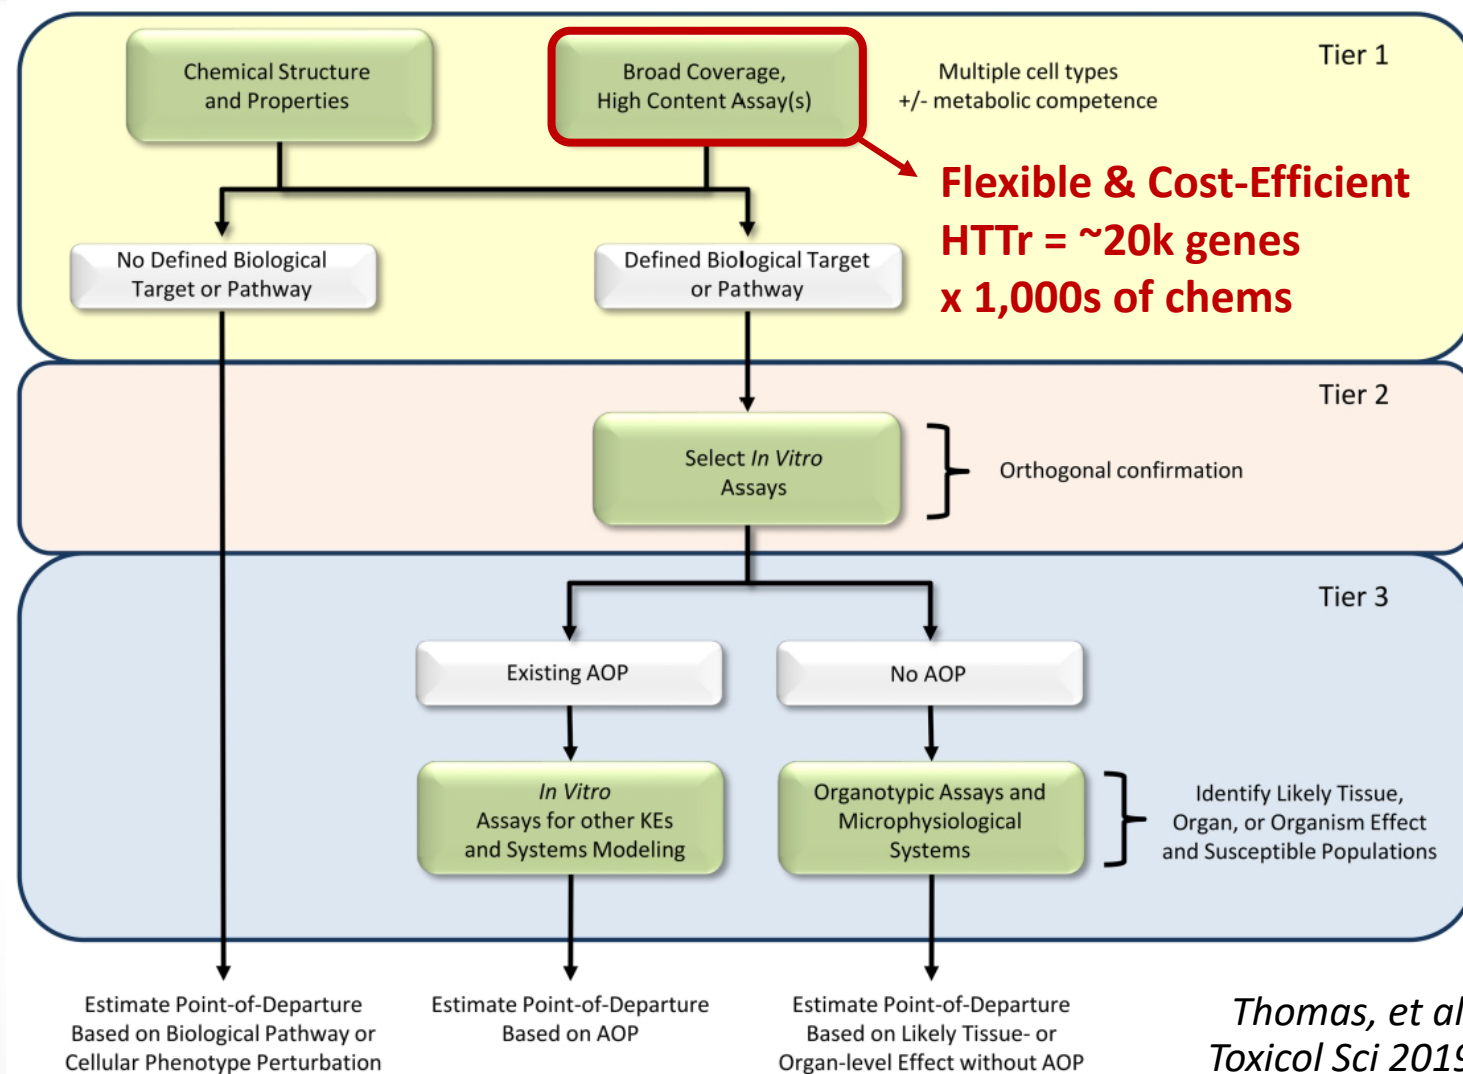 Tier 1
Chemical Structure
and Properties
Broad Coverage,
High Content Assay(s)
Multiple cell types
+/- metabolic competence
Flexible & Cost-Efficient
HTTr = ~20k genes
x 1,000s of chems
No Defined Biological
Target or Pathway
Defined Biological Target
or Pathway
Tier 2
Select In Vitro
Assays
Orthogonal confirmation
Tier 3
Existing AOP
No AOP
In Vitro
Assays for other KEs
and Systems Modeling
Organotypic Assays and
Microphysiological
Systems
Identify Likely Tissue,
Organ, or Organism Effect
and Susceptible Populations
Estimate Point-of-Departure
Based on Biological Pathway or
Cellular Phenotype Perturbation
Estimate Point-of-Departure
Based on AOP
Estimate Point-of-Departure
Based on Likely Tissue- or
Organ-level Effect without AOP
Thomas, et al
Toxicol Sci 2019